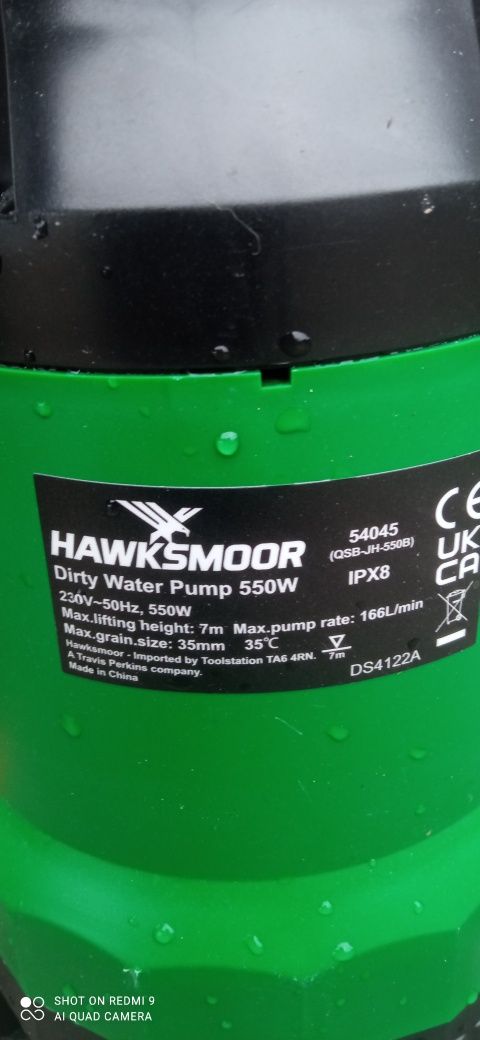 HAWKSMOOR
54045
(QSB-JH-550B)
IPX8
CE
UK
CA
Dirty Water Pump 550W
230V~50Hz, 550W
Max.lifting height: 7m Max.pump rate: 166L/min
Max.grain.size: 35mm 35℃
7m
Hawksmoor - Imported by Toolstation TA6 4RN.
A Travis Perkins company.
Made in China
DS4122A
SHOT ON REDMI 9
AI QUAD CAMERA